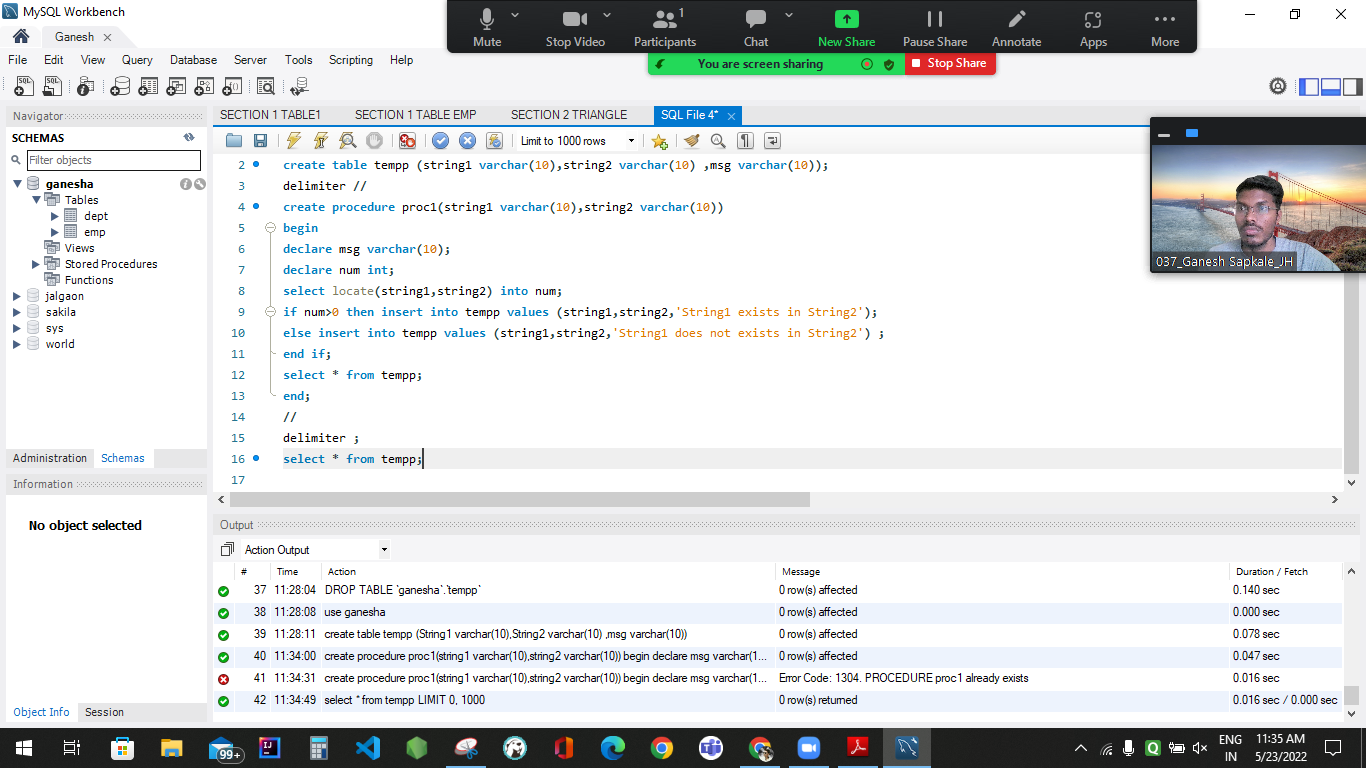 MySQL Workbench
Ganesh
File Edit View Query Database Server Tools Scripting Help
Mute Stop Video Participants 1 Chat New Share Pause Share Annotate Apps More
You are screen sharing Stop Share
Navigator
SCHEMAS
Filter objects
ganesha
Tables
dept
emp
Views
Stored Procedures
Functions
jalgaon
sakila
sys
world
Administration Schemas
Information
No object selected
Object Info Session
SECTION 1 TABLE1 SECTION 1 TABLE EMP SECTION 2 TRIANGLE SQL File 4*
Limit to 1000 rows
2 create table tempp (string1 varchar(10),string2 varchar(10) ,msg varchar(10));
3 delimiter //
4 create procedure proc1(string1 varchar(10),string2 varchar(10))
5 begin
6 declare msg varchar(10);
7 declare num int;
8 select locate(string1,string2) into num;
9 if num>0 then insert into tempp values (string1,string2,'String1 exists in String2');
10 else insert into tempp values (string1,string2,'String1 does not exists in String2') ;
11 end if;
12 select * from tempp;
13 end;
14 //
15 delimiter ;
16 select * from tempp;
17
037_Ganesh Sapkale_JH
Output
Action Output
# Time Action Message Duration / Fetch
37 11:28:04 DROP TABLE `ganesha`.`tempp` 0 row(s) affected 0.140 sec
38 11:28:08 use ganesha 0 row(s) affected 0.000 sec
39 11:28:11 create table tempp (String1 varchar(10),String2 varchar(10) ,msg varchar(10)) 0 row(s) affected 0.078 sec
40 11:34:00 create procedure proc1(string1 varchar(10),string2 varchar(10)) begin declare msg varchar(1... 0 row(s) affected 0.047 sec
41 11:34:31 create procedure proc1(string1 varchar(10),string2 varchar(10)) begin declare msg varchar(1... Error Code: 1304. PROCEDURE proc1 already exists 0.016 sec
42 11:34:49 select * from tempp LIMIT 0, 1000 0 row(s) returned 0.016 sec / 0.000 sec
99+
ENG 11:35 AM
IN 5/23/2022